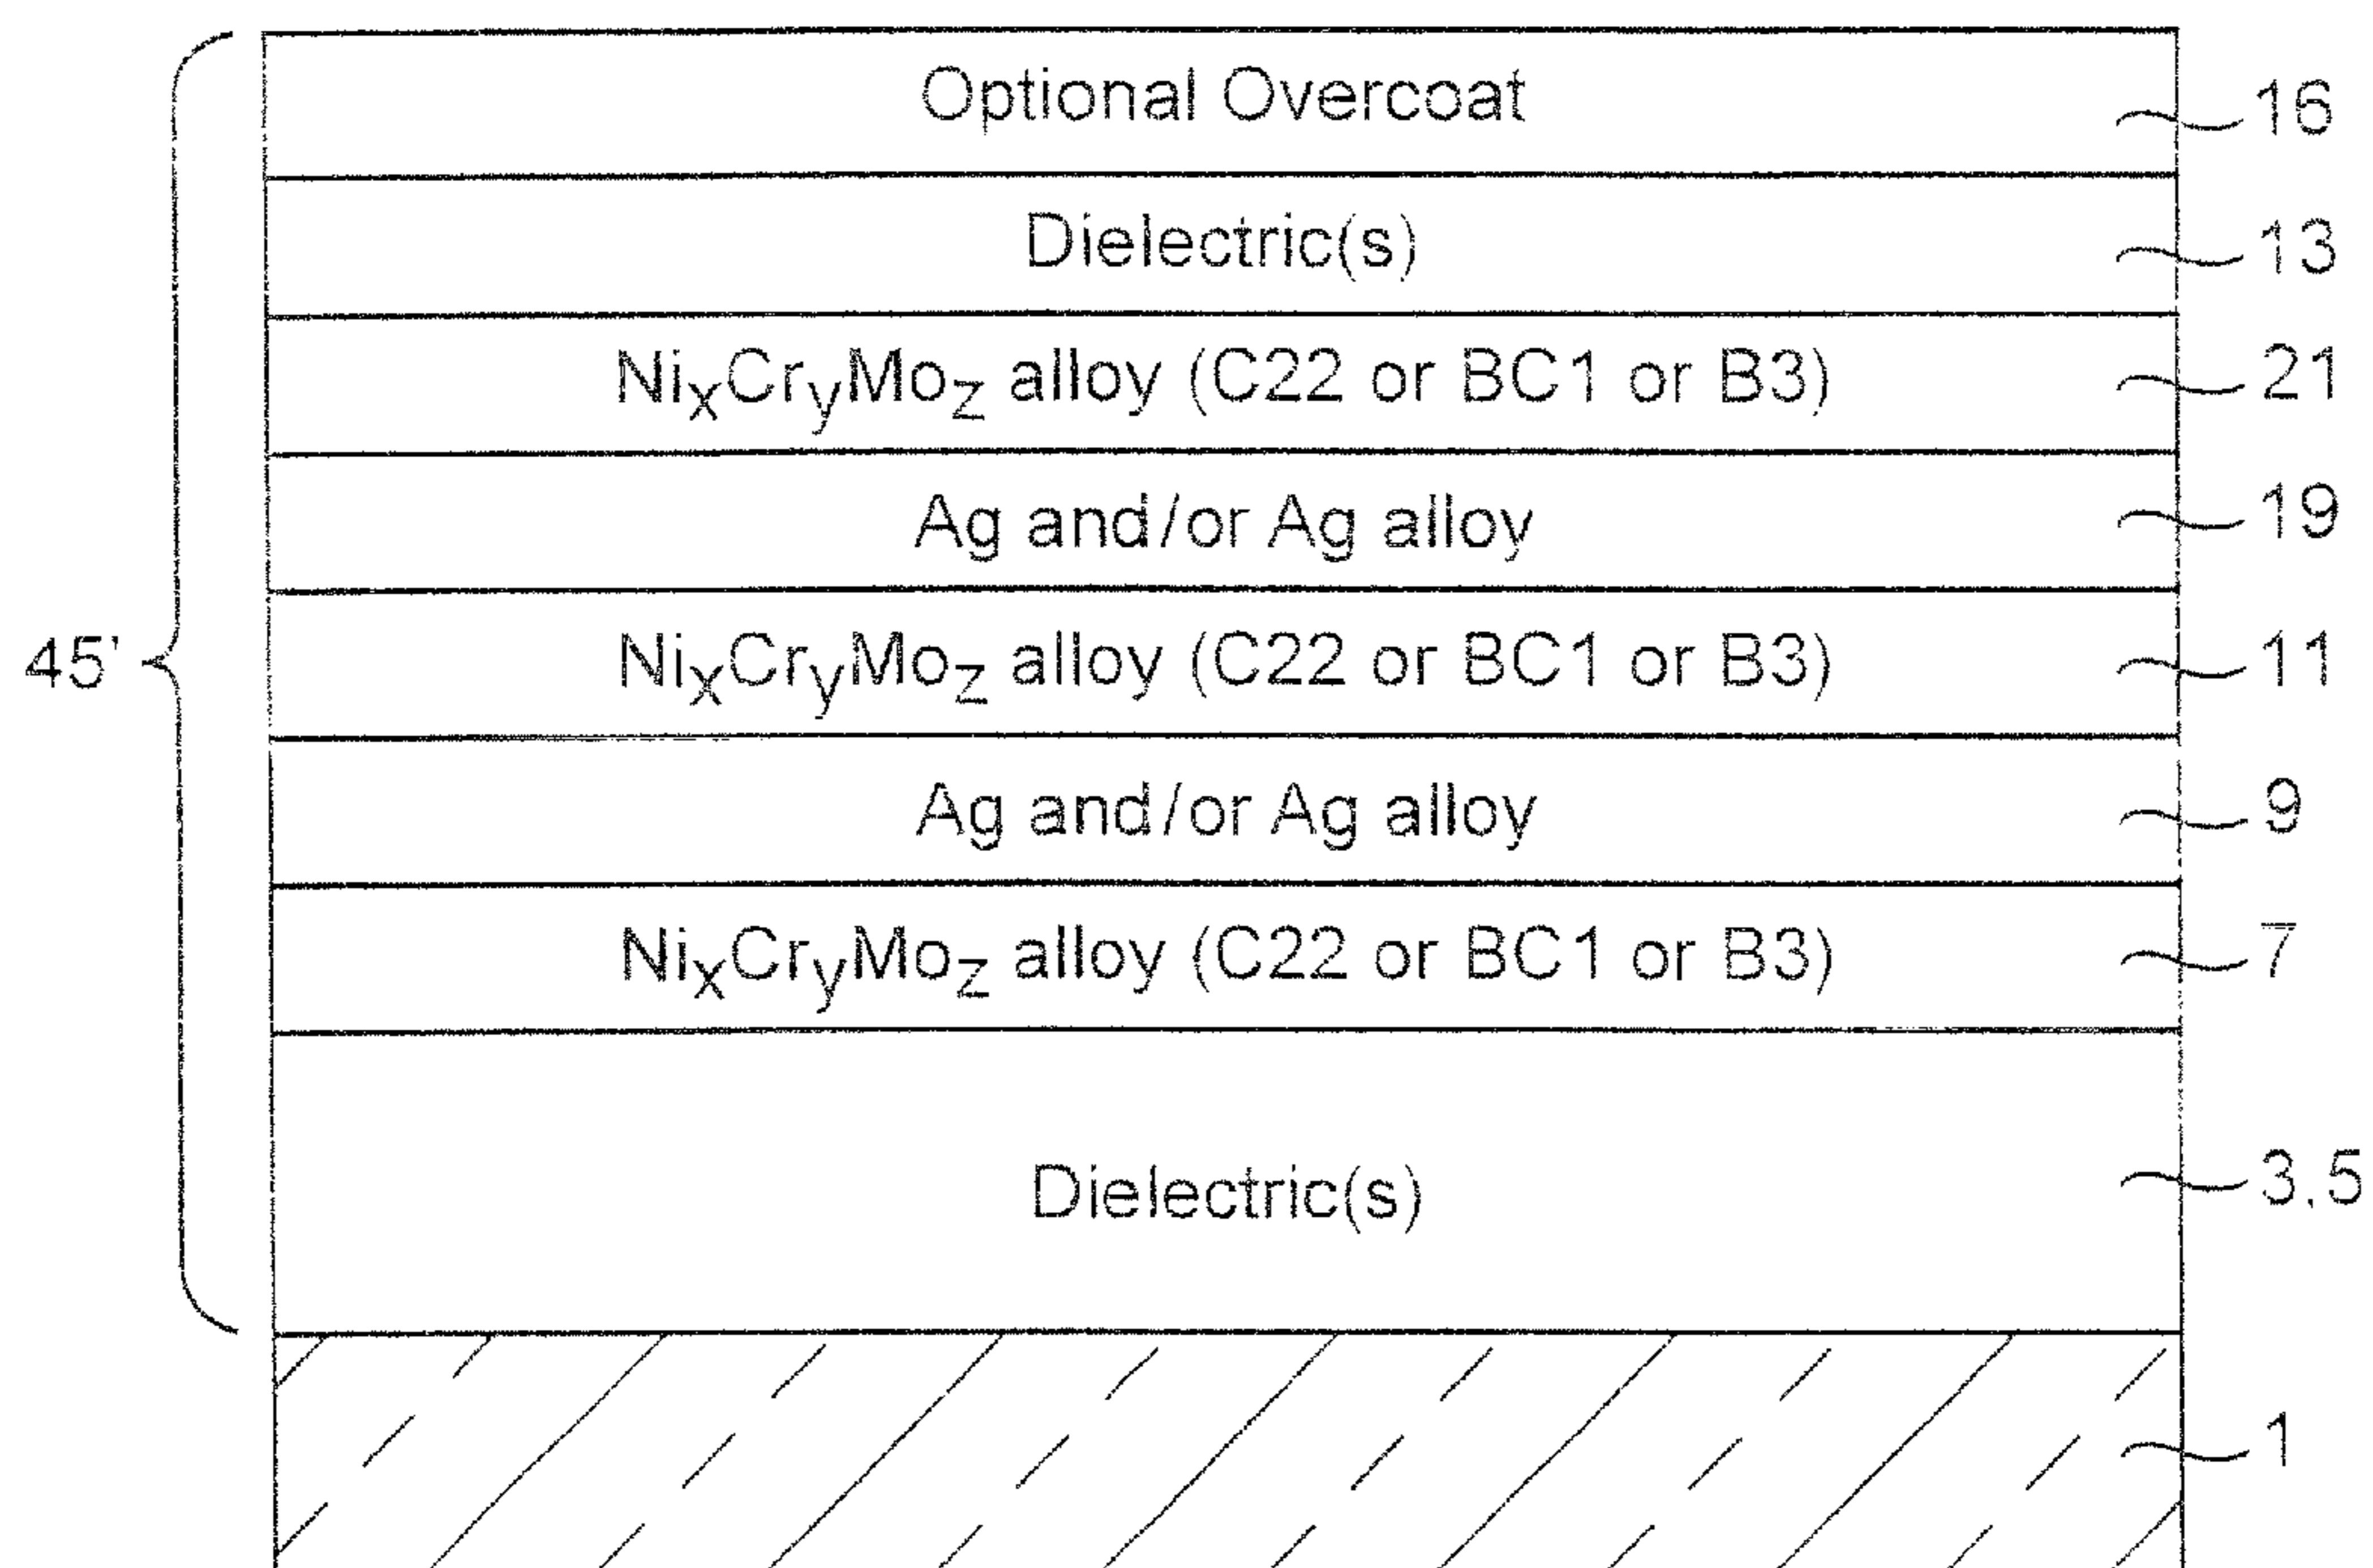 Optional Overcoat 16
Dielectric(s) 13
NixCryMoz alloy (C22 or BC1 or B3) 21
Ag and/or Ag alloy 19
45' NixCryMoz alloy (C22 or BC1 or B3) 11
Ag and/or Ag alloy 9
NixCryMoz alloy (C22 or BC1 or B3) 7
Dielectric(s) 3,5
1